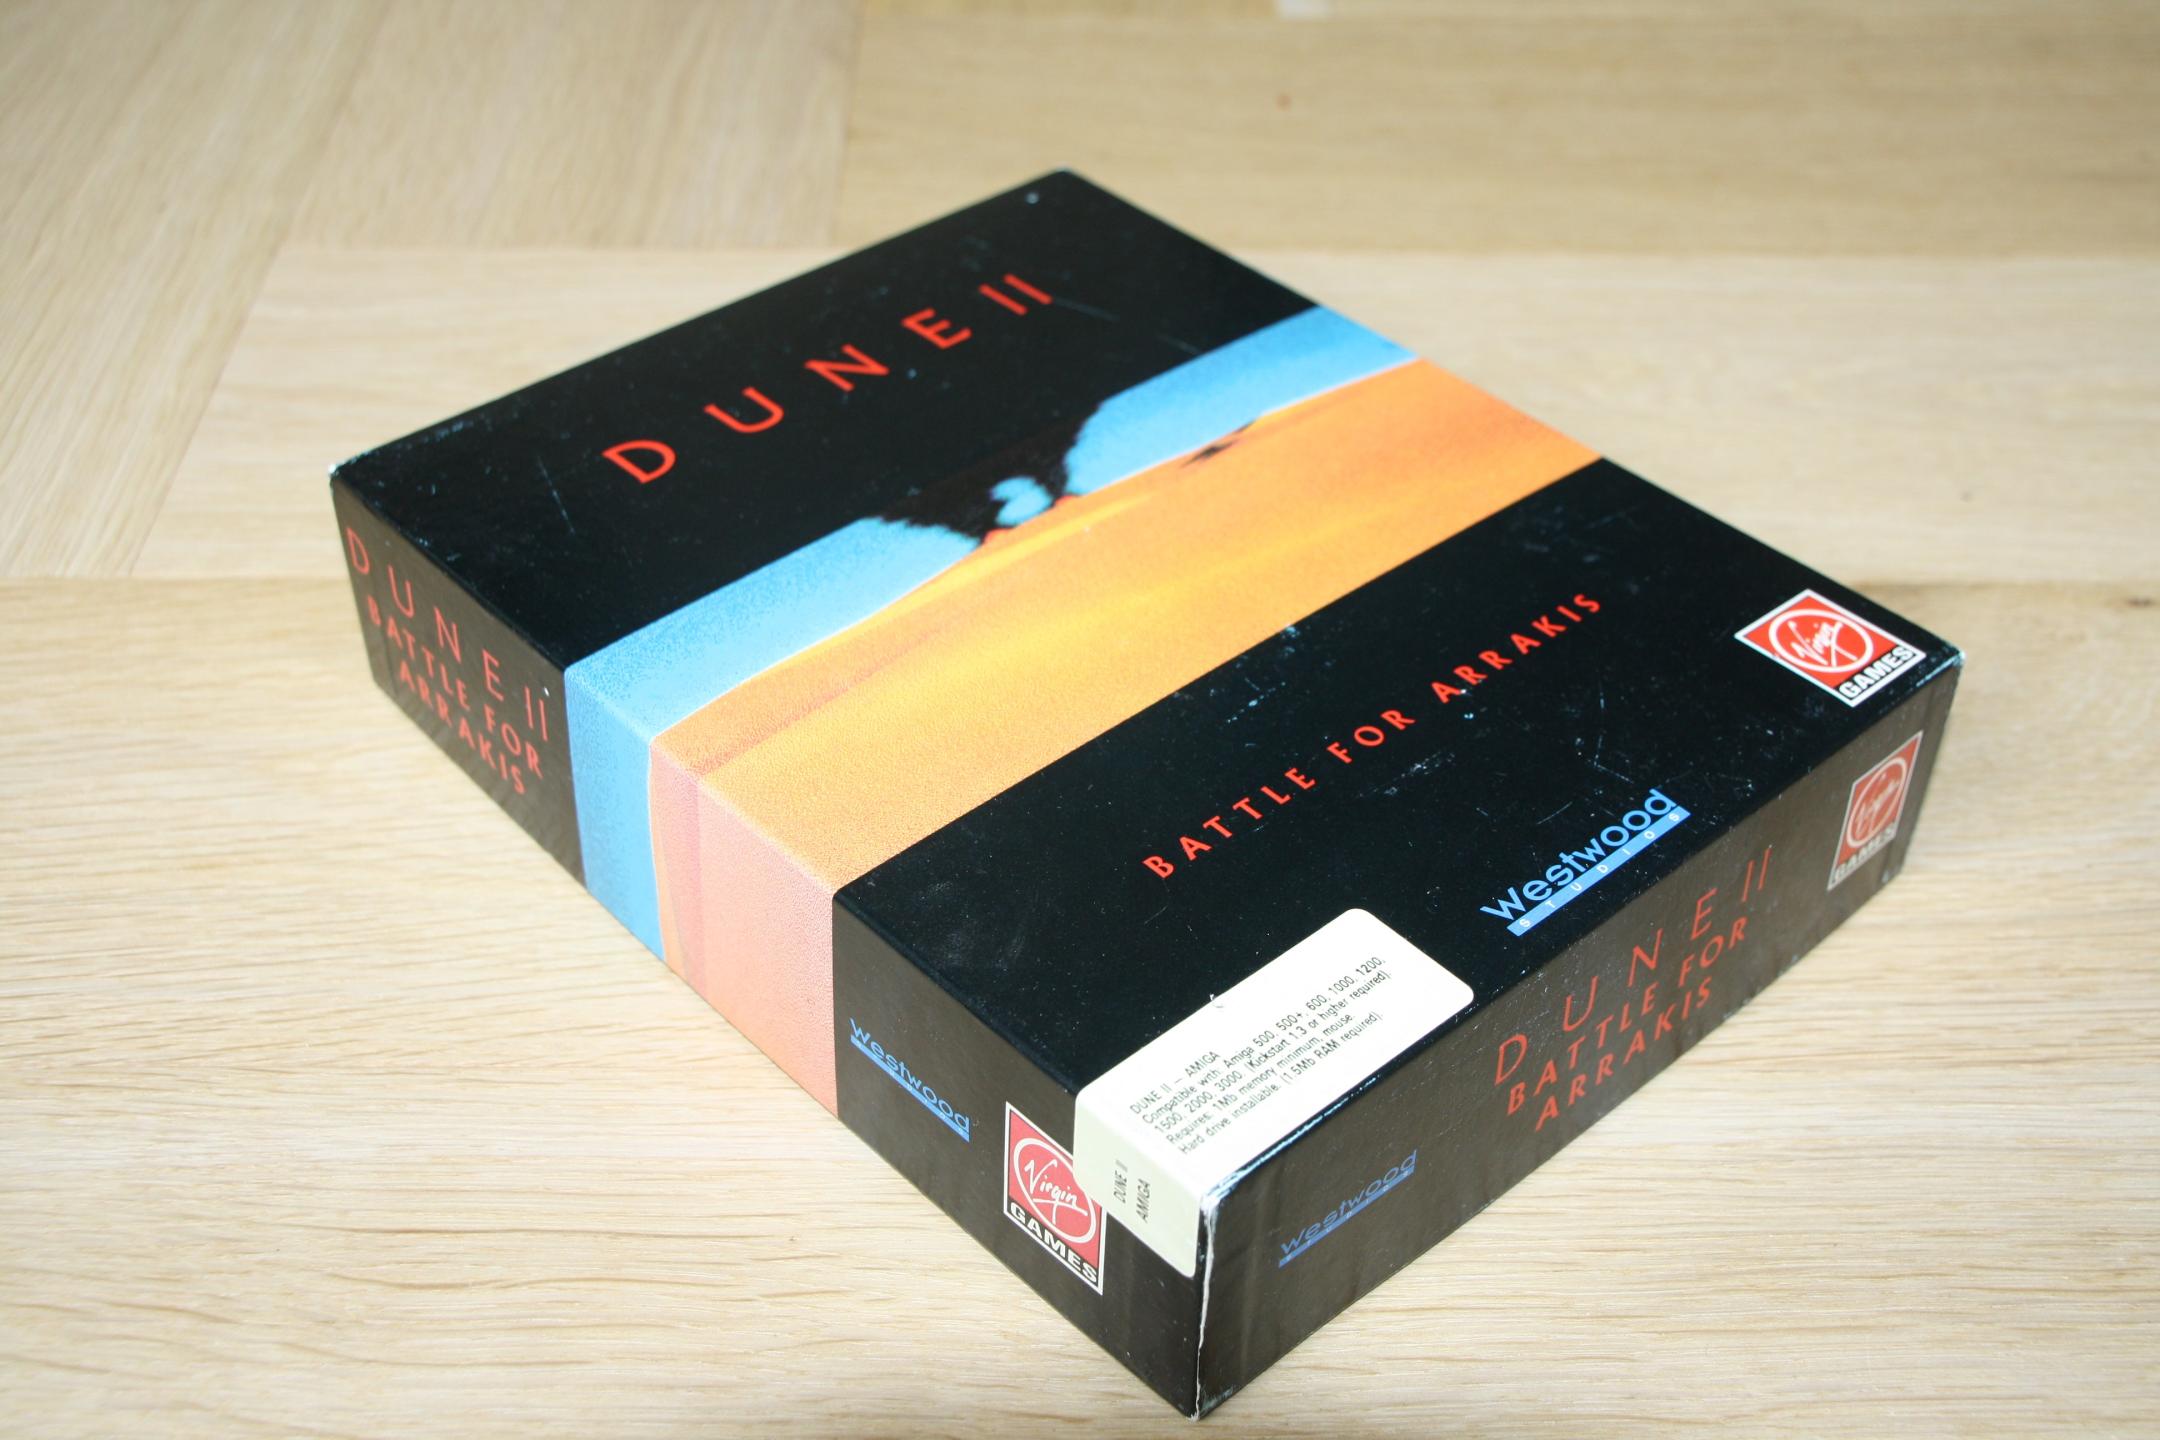 DUNE II
BATTLE FOR ARRAKIS
Virgin
GAMES
Westwood
STUDIOS
DUNE II — AMIGA
Compatible with: Amiga 500, 500+, 600, 1000, 1200,
1500, 2000, 3000. (Kickstart 1.3 or higher required).
Requires: 1Mb memory minimum, mouse.
Hard drive installable. (1.5Mb RAM required).
DUNE II
AMIGA
DUNE II
BATTLE FOR
ARRAKIS
Westwood
STUDIOS
Virgin
GAMES
DUNE II
BATTLE FOR
ARRAKIS
Westwood
STUDIOS
Virgin
GAMES